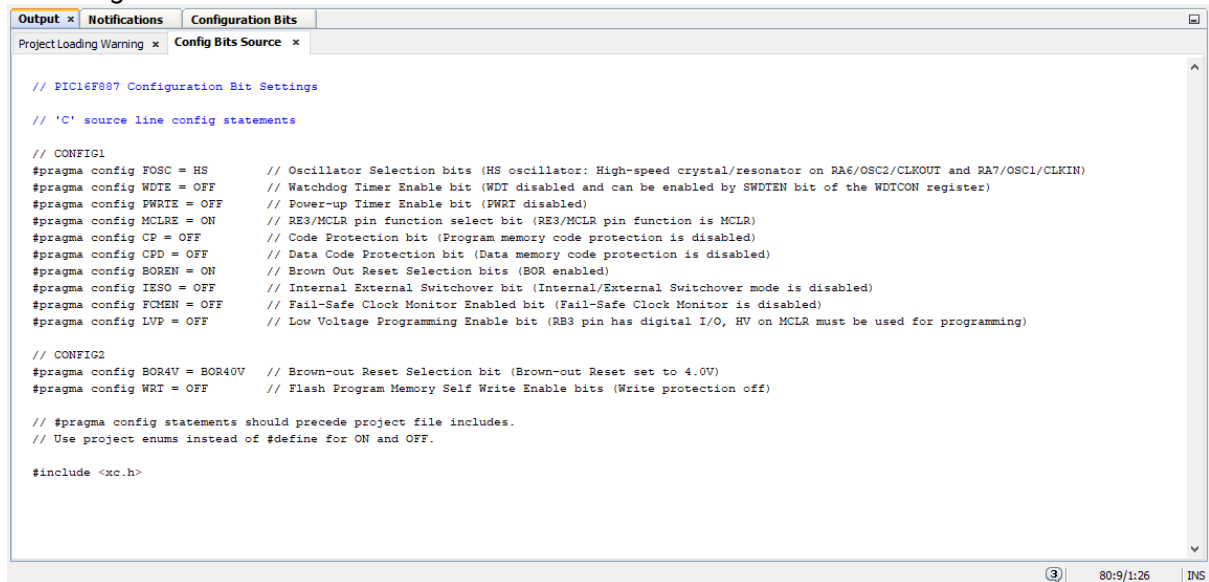 Output × Notifications Configuration Bits
Project Loading Warning × Config Bits Source ×
// PIC16F887 Configuration Bit Settings
// 'C' source line config statements
// CONFIG1
#pragma config FOSC = HS // Oscillator Selection bits (HS oscillator: High-speed crystal/resonator on RA6/OSC2/CLKOUT and RA7/OSC1/CLKIN)
#pragma config WDTE = OFF // Watchdog Timer Enable bit (WDT disabled and can be enabled by SWDTEN bit of the WDTCON register)
#pragma config PWRTE = OFF // Power-up Timer Enable bit (PWRT disabled)
#pragma config MCLRE = ON // RE3/MCLR pin function select bit (RE3/MCLR pin function is MCLR)
#pragma config CP = OFF // Code Protection bit (Program memory code protection is disabled)
#pragma config CPD = OFF // Data Code Protection bit (Data memory code protection is disabled)
#pragma config BOREN = ON // Brown Out Reset Selection bits (BOR enabled)
#pragma config IESO = OFF // Internal External Switchover bit (Internal/External Switchover mode is disabled)
#pragma config FCMEN = OFF // Fail-Safe Clock Monitor Enabled bit (Fail-Safe Clock Monitor is disabled)
#pragma config LVP = OFF // Low Voltage Programming Enable bit (RB3 pin has digital I/O, HV on MCLR must be used for programming)
// CONFIG2
#pragma config BOR4V = BOR40V // Brown-out Reset Selection bit (Brown-out Reset set to 4.0V)
#pragma config WRT = OFF // Flash Program Memory Self Write Enable bits (Write protection off)
// #pragma config statements should precede project file includes.
// Use project enums instead of #define for ON and OFF.
#include <xc.h>
3 80:9/1:26 INS